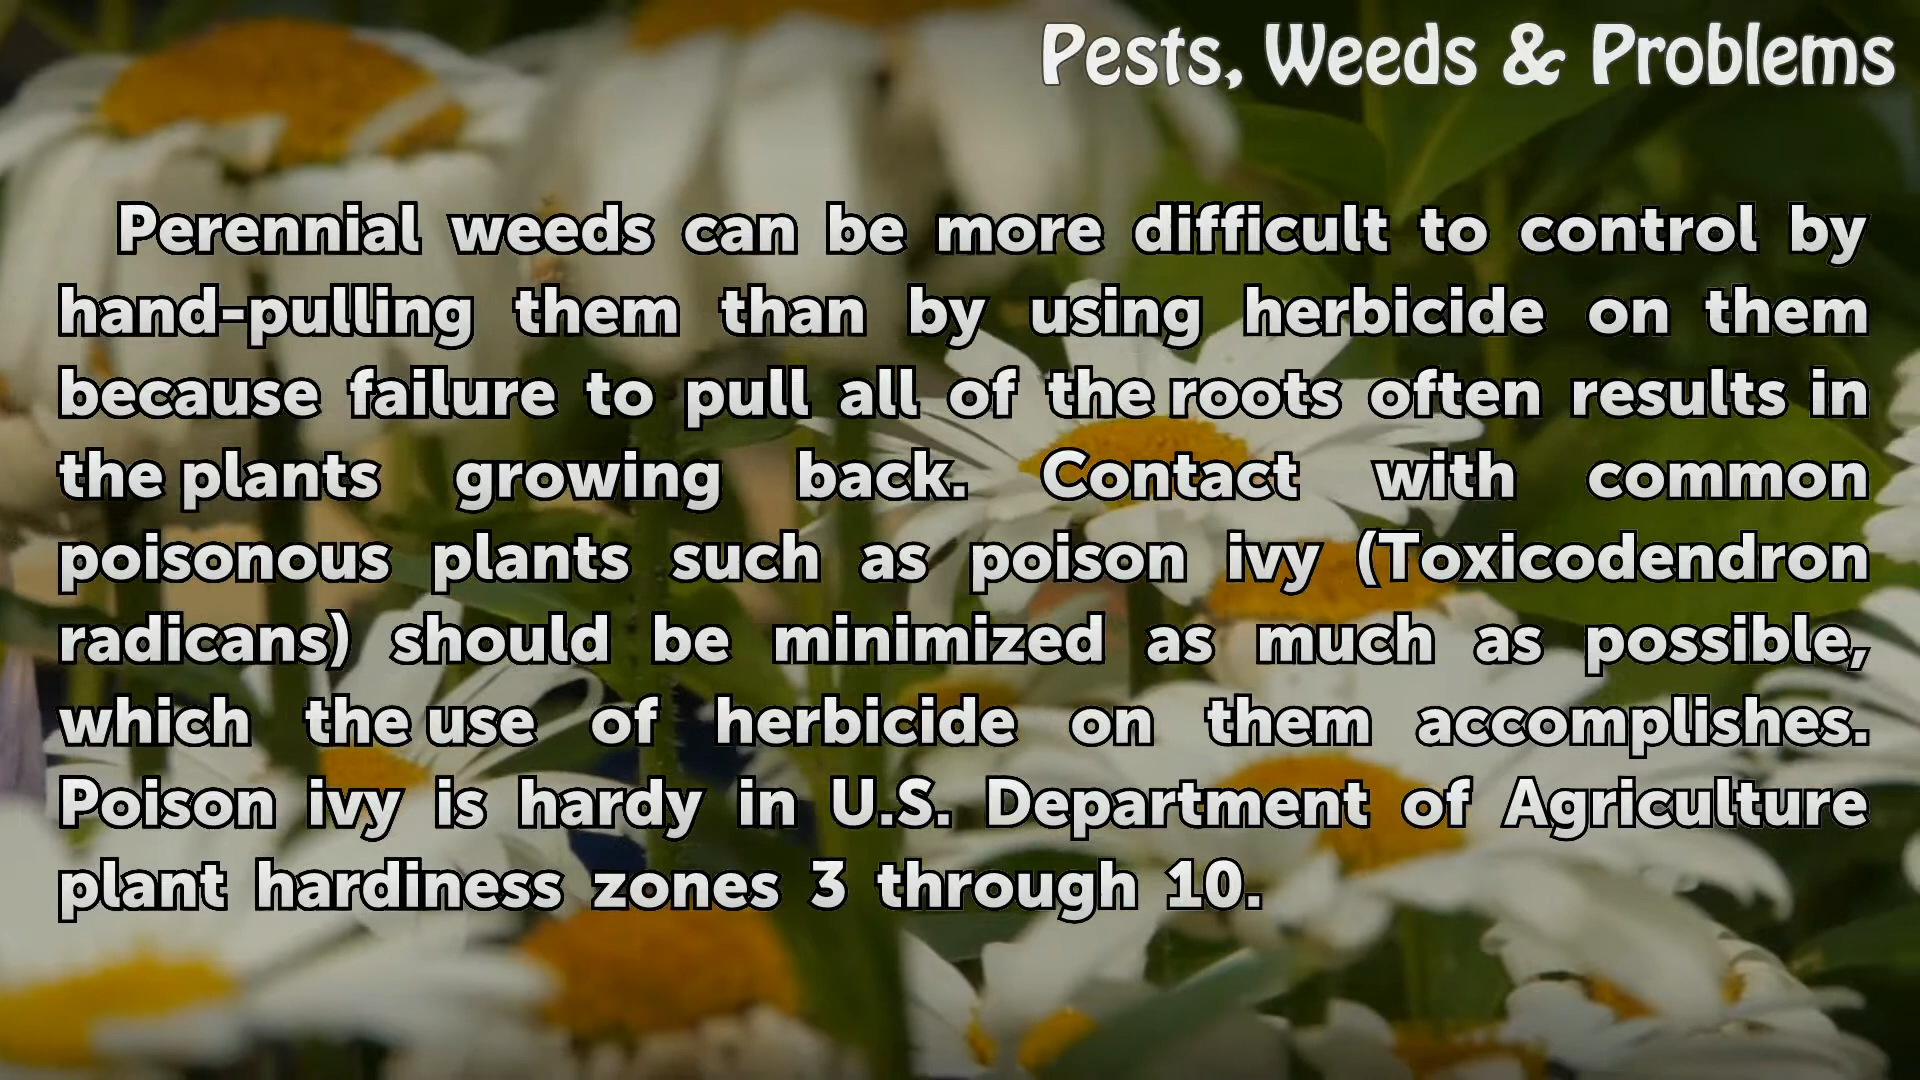 Pests, Weeds & Problems
Perennial weeds can be more difficult to control by
hand-pulling them than by using herbicide on them
because failure to pull all of the roots often results in
the plants growing back. Contact with common
poisonous plants such as poison ivy (Toxicodendron
radicans) should be minimized as much as possible,
which the use of herbicide on them accomplishes.
Poison ivy is hardy in U.S. Department of Agriculture
plant hardiness zones 3 through 10.